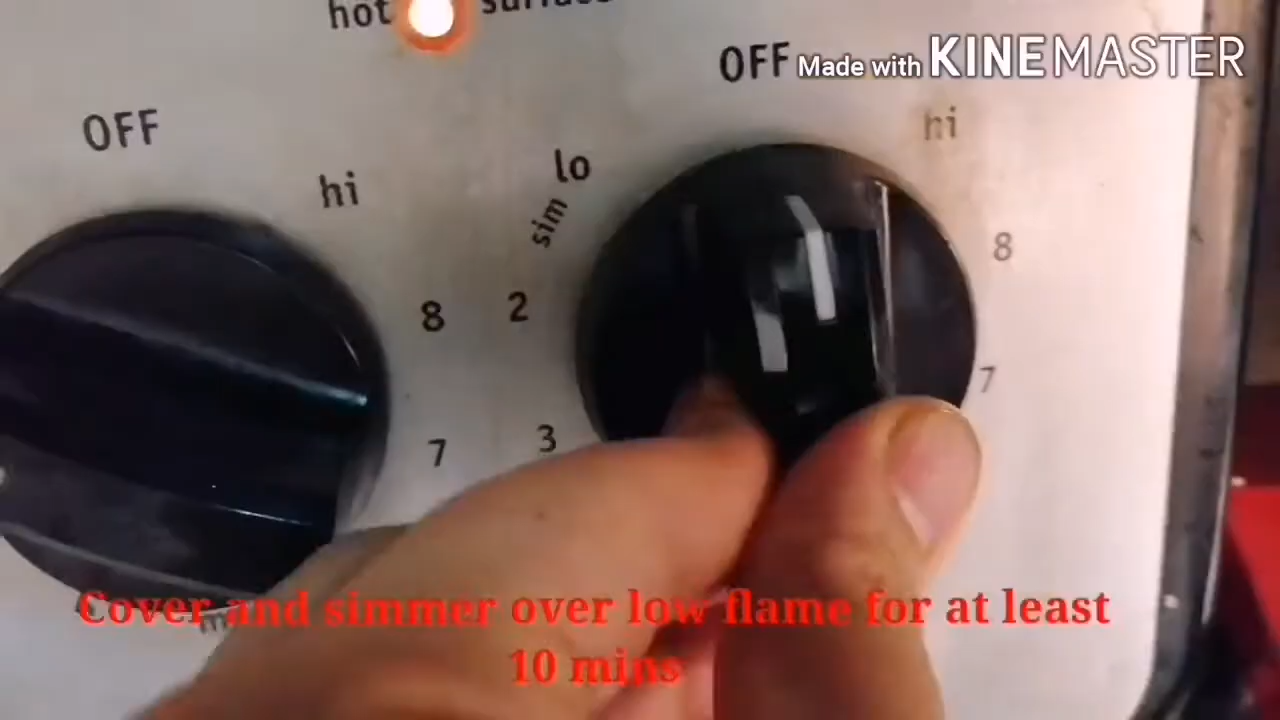 hot surface
OFF
Made with KINEMASTER
OFF
hi
lo
sim
hi
8
2
8
7
3
7
Cover and simmer over low flame for at least
10 mins